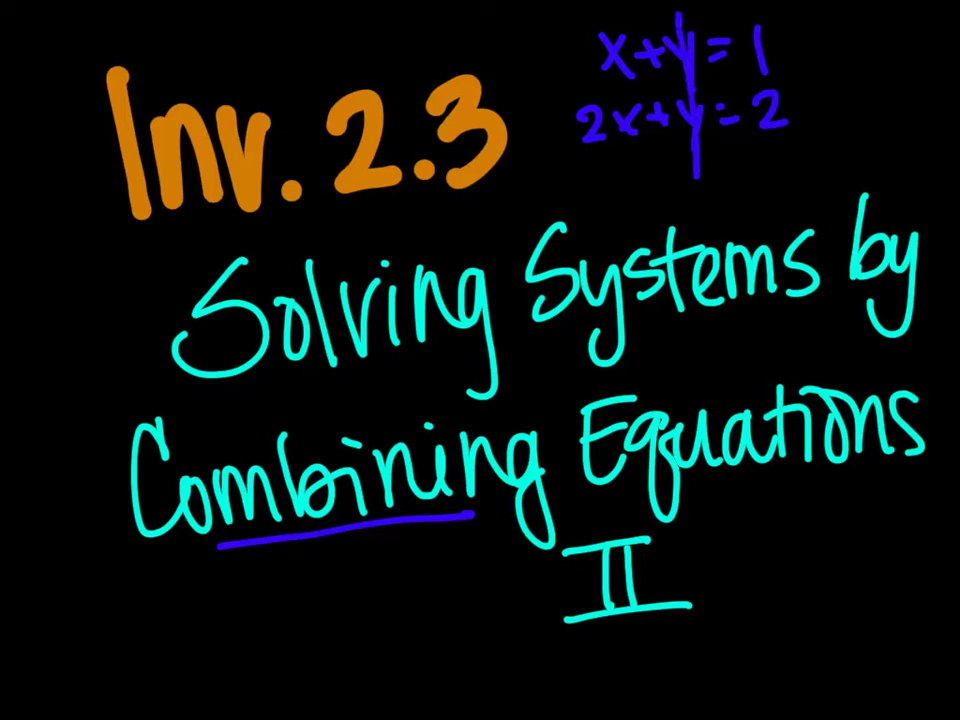 Inv. 2.3
x+y=1
2x+y=2
Solving Systems by
Combining Equations
II